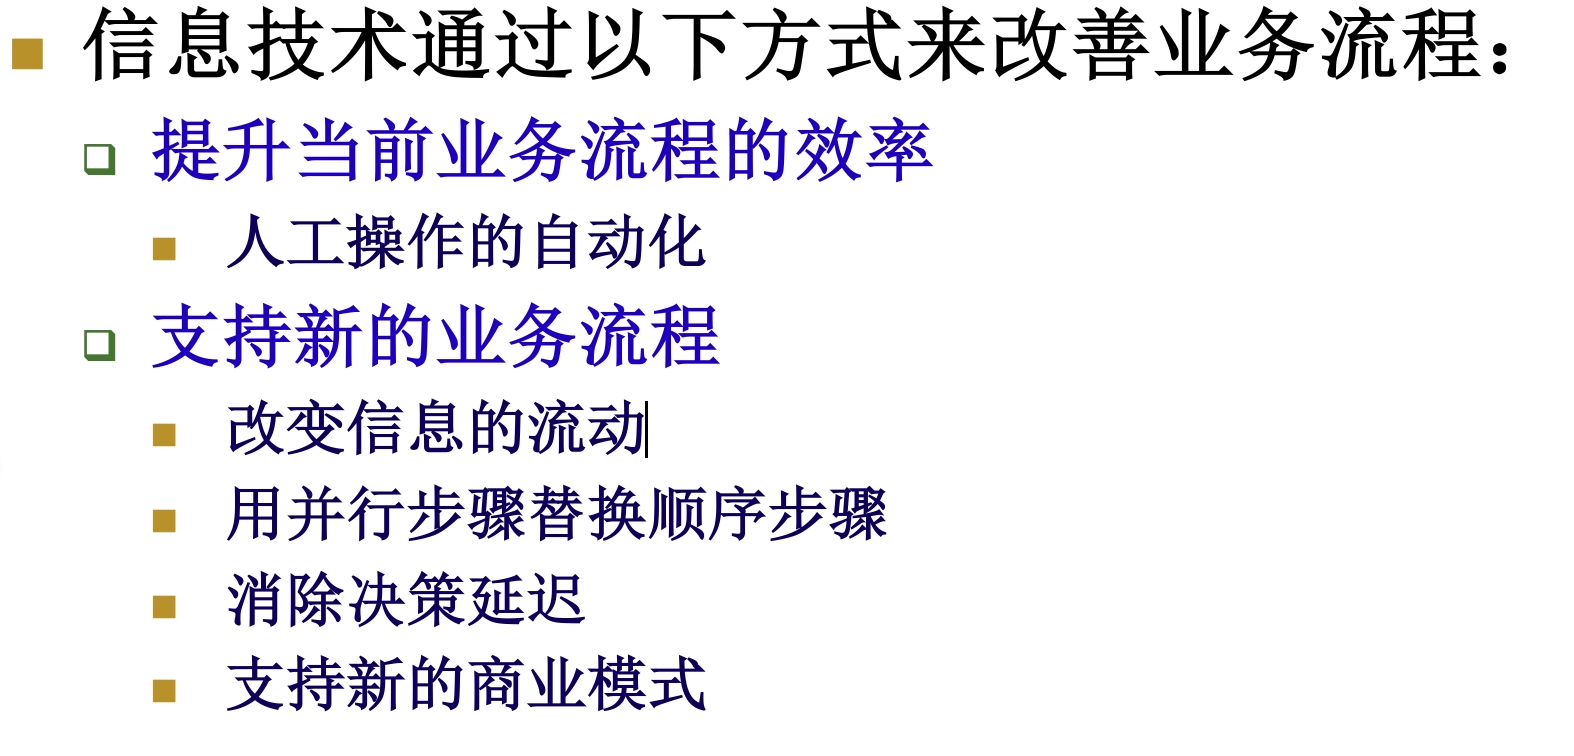 信息技术通过以下方式来改善业务流程：
提升当前业务流程的效率
人工操作的自动化
支持新的业务流程
改变信息的流动
用并行步骤替换顺序步骤
消除决策延迟
支持新的商业模式